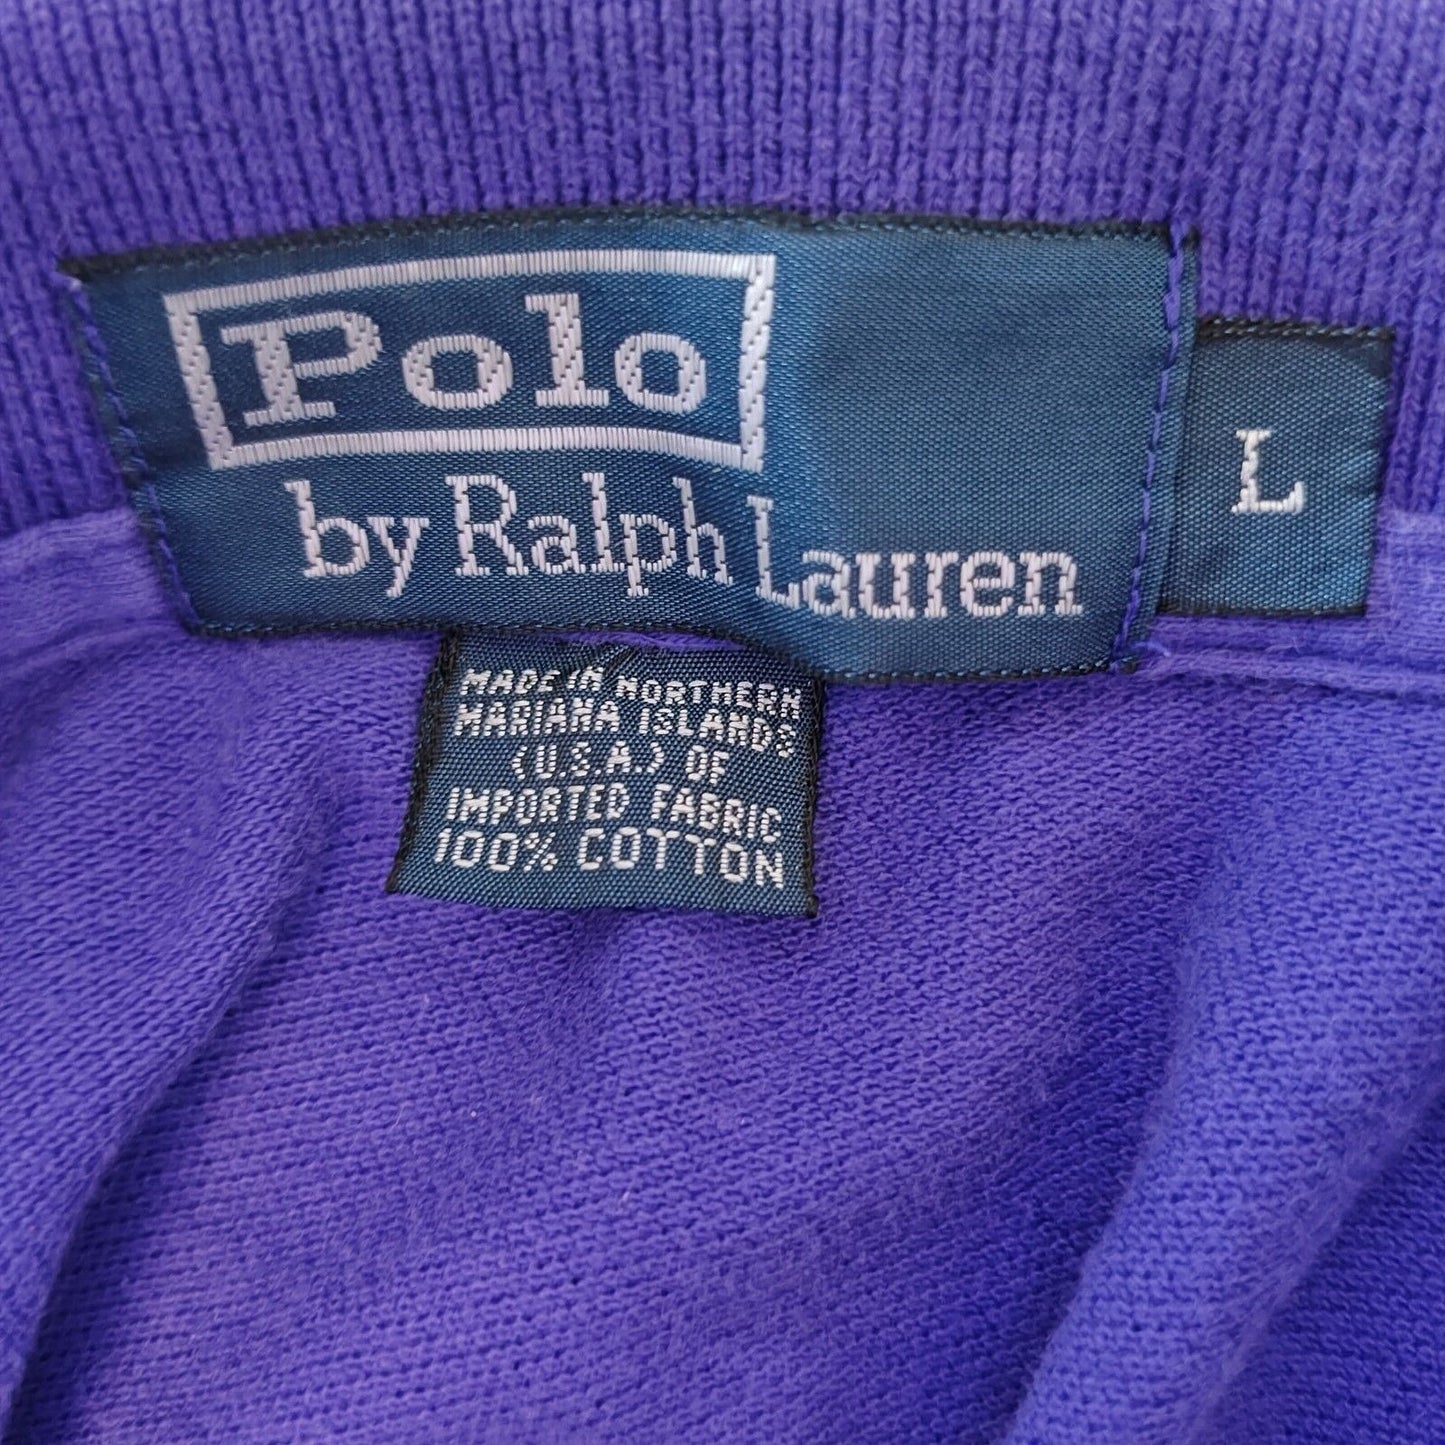 Polo
by Ralph Lauren
L
MADE IN NORTHERN
MARIANA ISLANDS
(U.S.A.) OF
IMPORTED FABRIC
100% COTTON